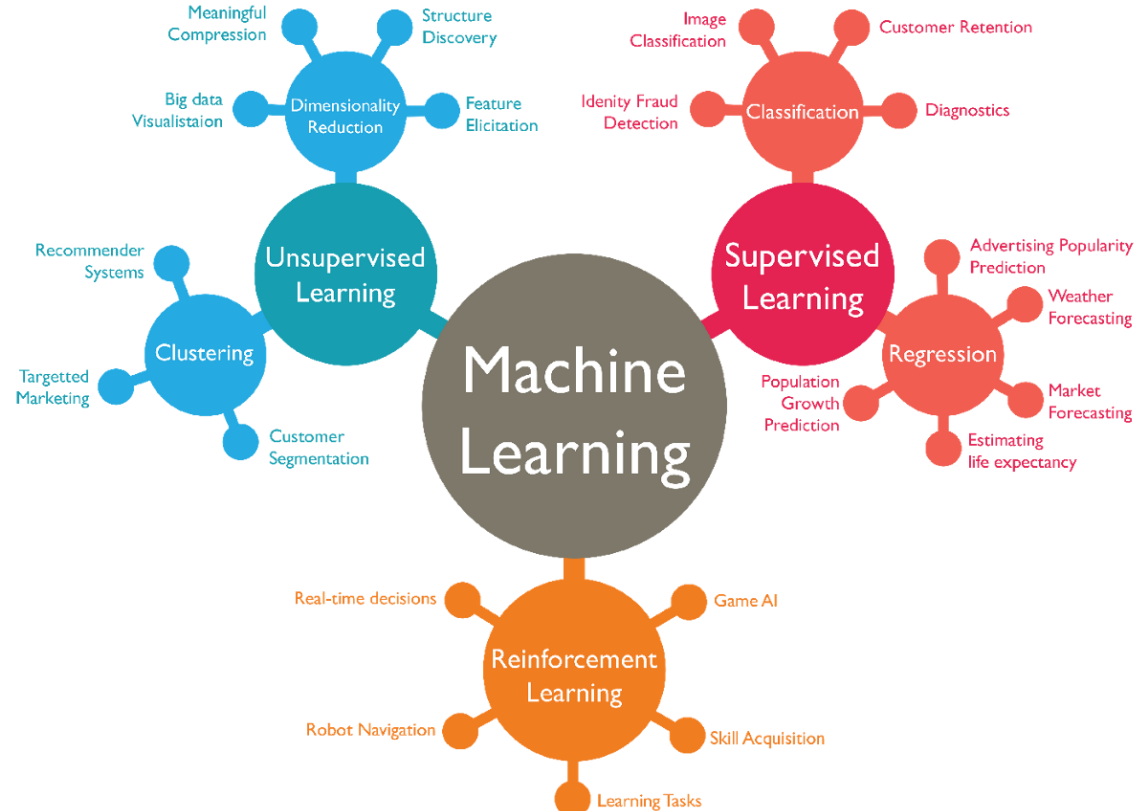 Meaningful
Compression
Structure
Discovery
Big data
Visualistaion
Dimensionality
Reduction
Feature
Elicitation
Image
Classification
Customer Retention
Idenity Fraud
Detection
Classification
Diagnostics
Unsupervised
Learning
Recommender
Systems
Clustering
Targetted
Marketing
Customer
Segmentation
Machine
Learning
Supervised
Learning
Advertising Popularity
Prediction
Weather
Forecasting
Regression
Population
Growth
Prediction
Market
Forecasting
Estimating
life expectancy
Real-time decisions
Game AI
Reinforcement
Learning
Robot Navigation
Skill Acquisition
Learning Tasks